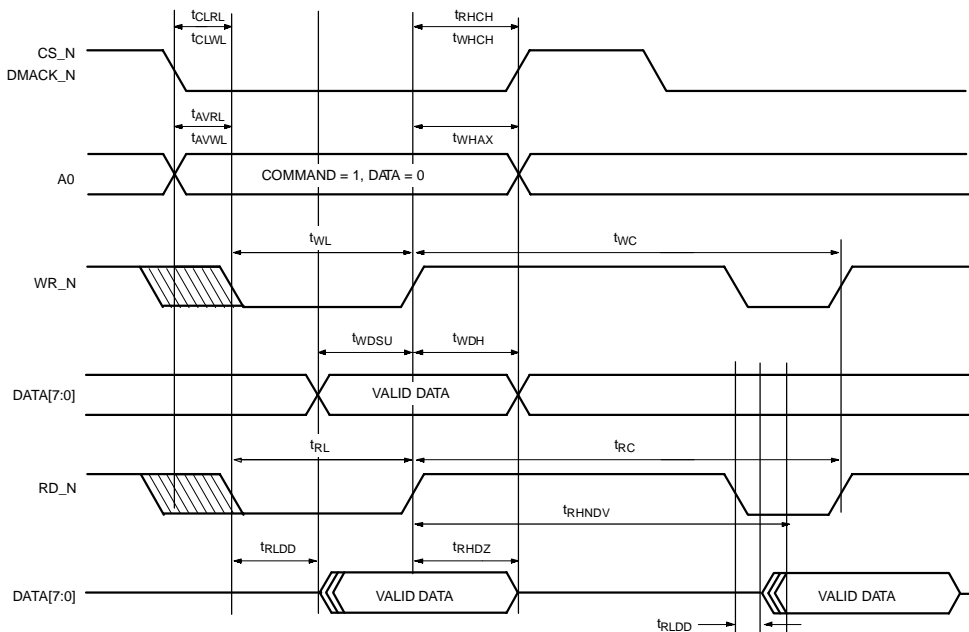 tCLRL
tRHCH
CS_N
tCLWL
tWHCH
DMACK_N
tAVRL
tAVWL
tWHAX
A0
COMMAND = 1, DATA = 0
tWL
tWC
WR_N
tWDSU
tWDH
DATA[7:0]
VALID DATA
tRL
tRC
RD_N
tRHNDV
tRLDD
tRHDZ
DATA[7:0]
VALID DATA
VALID DATA
tRLDD